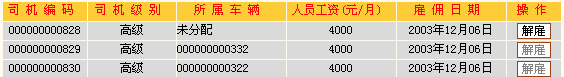 司机编码 司机级别 所属车辆 人员工资(元/月) 雇佣日期 操作
000000000828 高级 未分配 4000 2003年12月06日 解雇
000000000829 高级 000000000332 4000 2003年12月06日 解雇
000000000830 高级 000000000322 4000 2003年12月06日 解雇